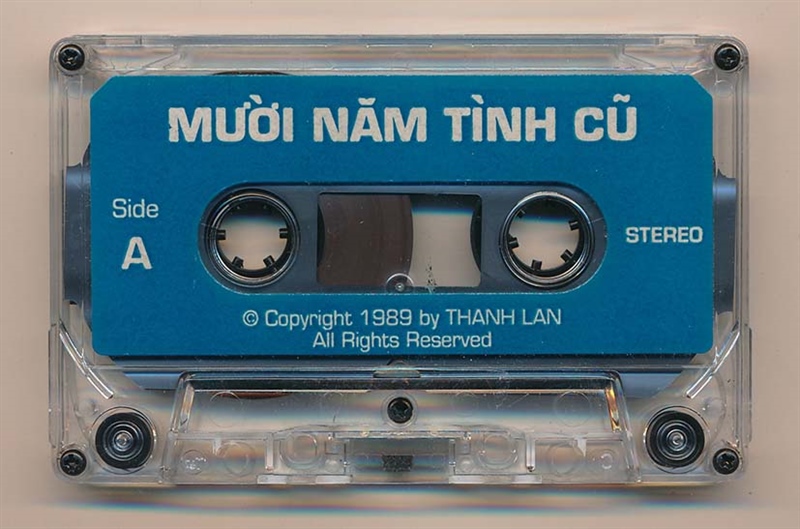 MƯỜI NĂM TÌNH CŨ
Side
A
STEREO
© Copyright 1989 by THANH LAN
All Rights Reserved